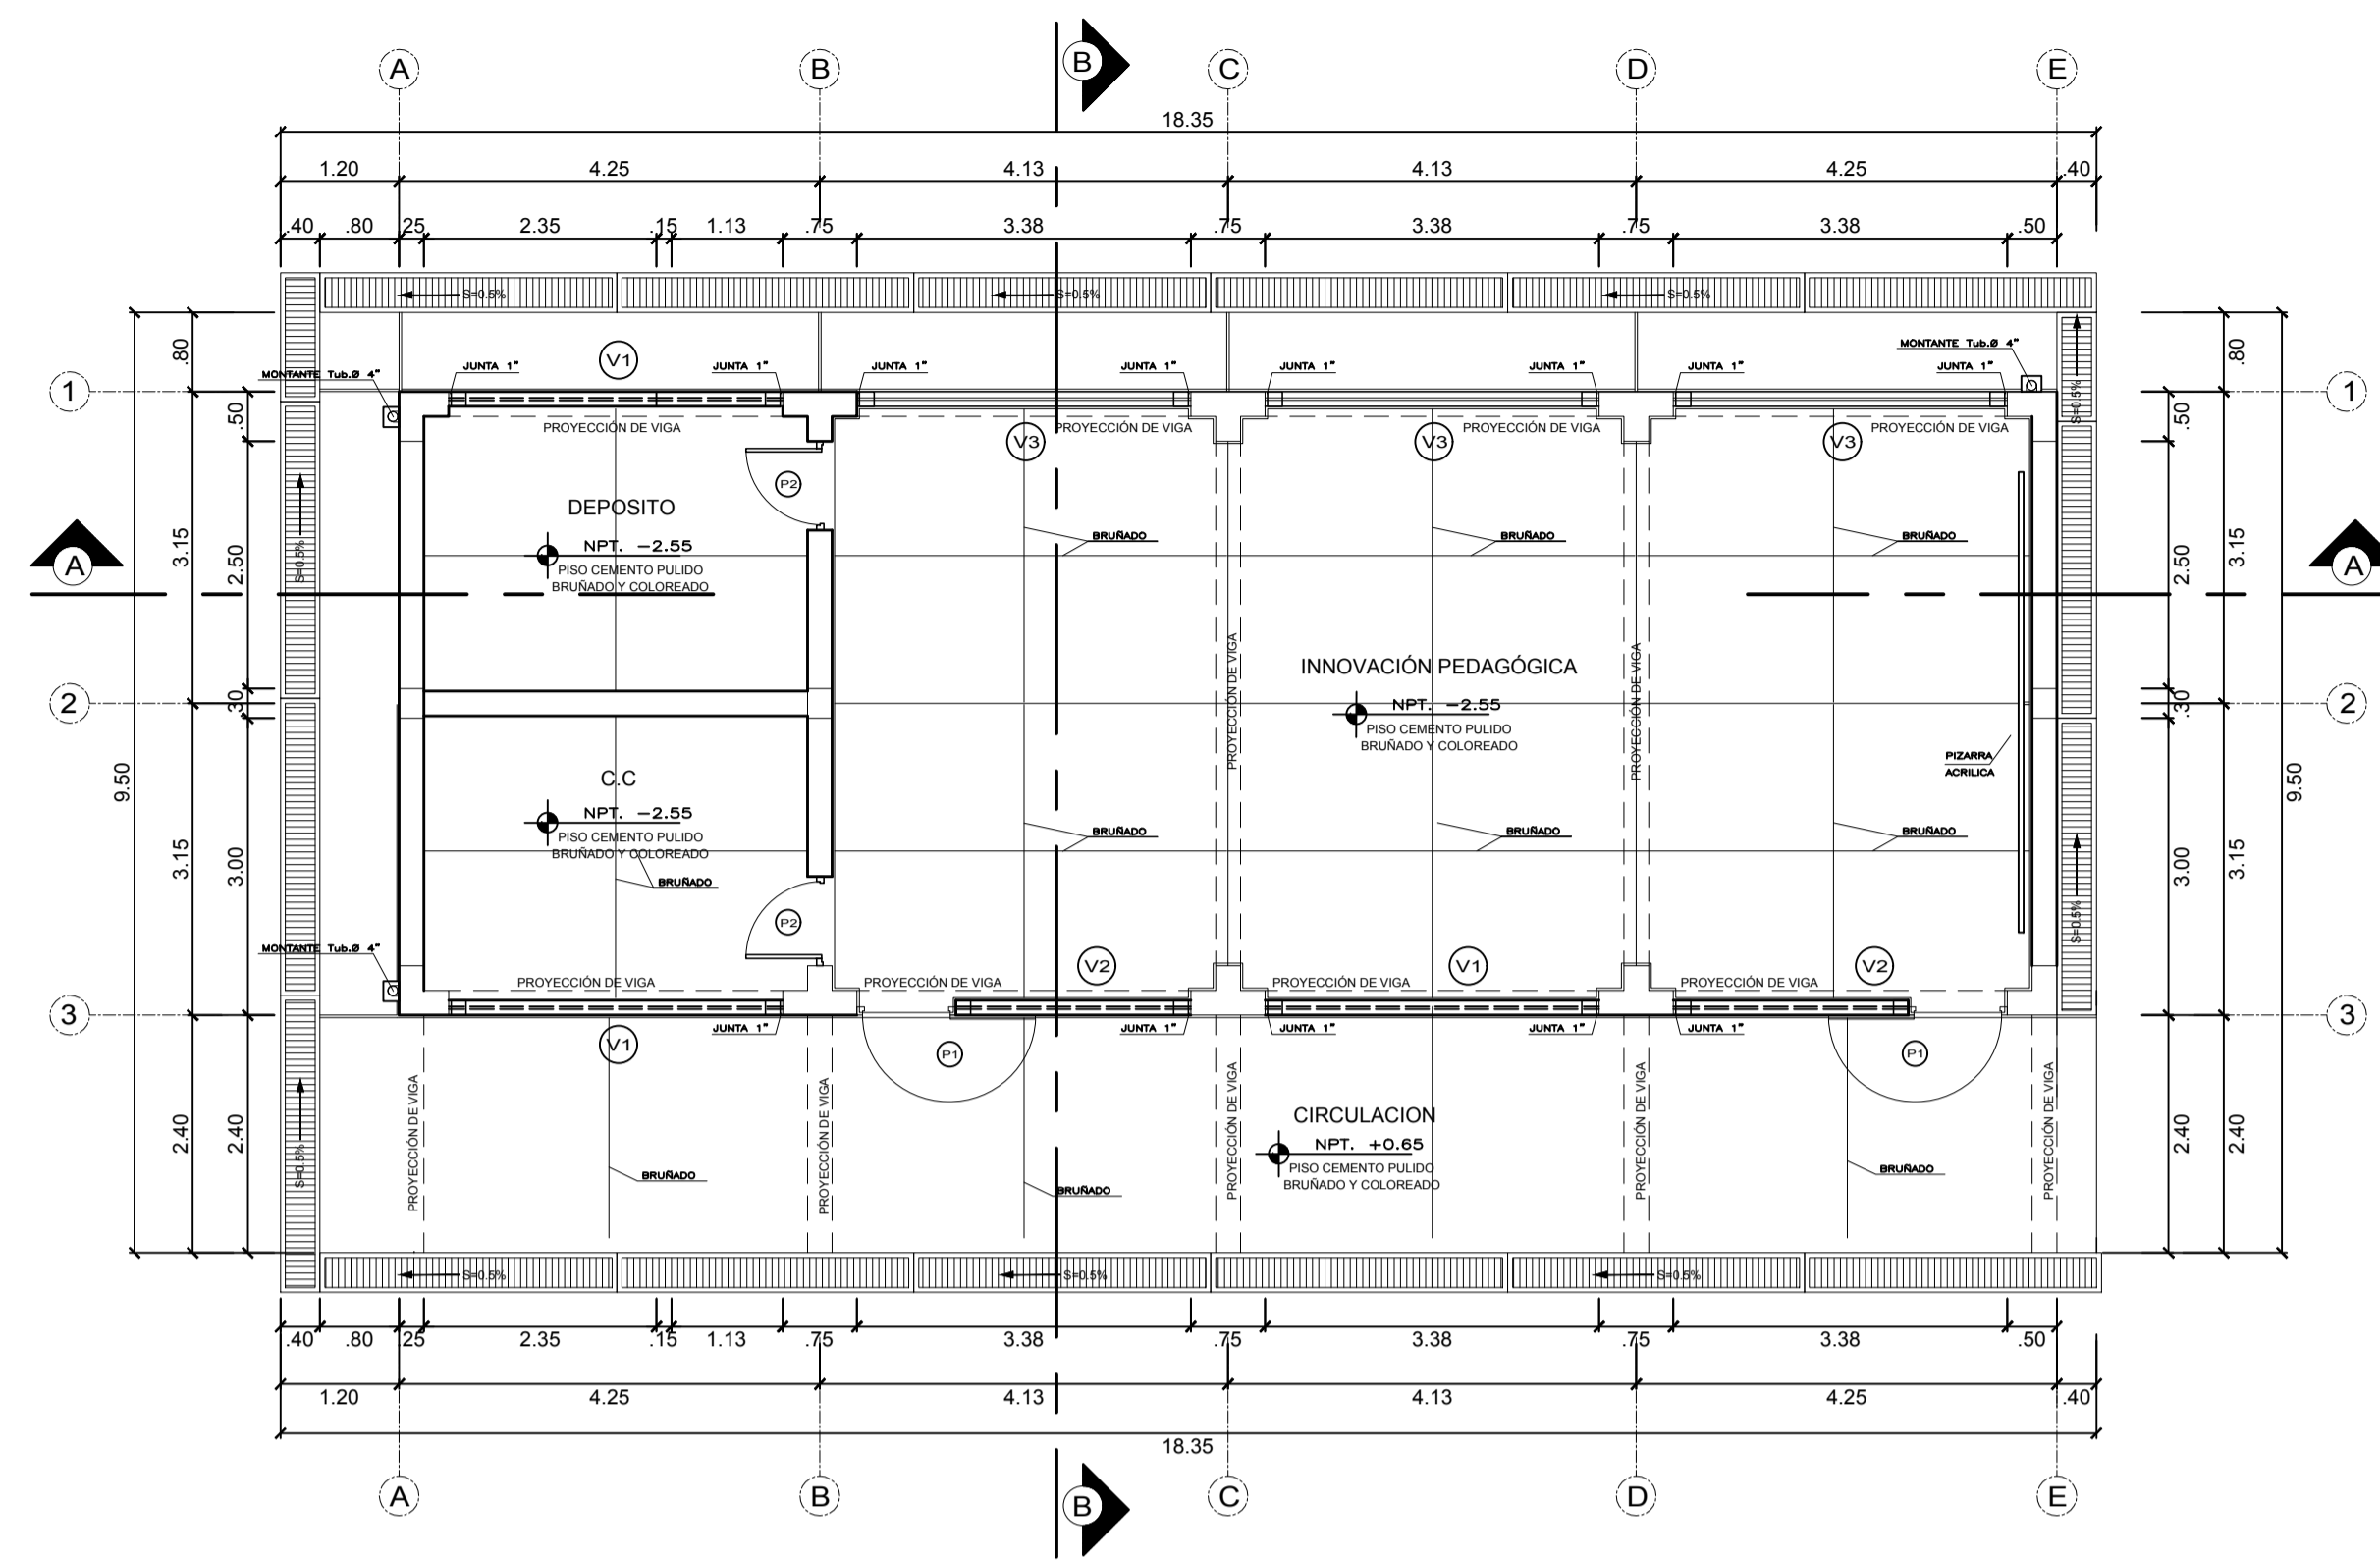 A B B C D E
18.35
1.20 4.25 4.13 4.13 4.25 .40
.40 .80 .25 2.35 .15 1.13 .75 3.38 .75 3.38 .75 3.38 .50
S=0.5% S=0.5% S=0.5%
.80 .80
V1
MONTANTE Tub.Ø 4"
MONTANTE Tub.Ø 4"
JUNTA 1" JUNTA 1" JUNTA 1" JUNTA 1" JUNTA 1" JUNTA 1" JUNTA 1"
1 1
.50 .50
S=0.5%
PROYECCIÓN DE VIGA PROYECCIÓN DE VIGA PROYECCIÓN DE VIGA PROYECCIÓN DE VIGA
V3 V3 V3
P2
DEPOSITO
NPT. -2.55
PISO CEMENTO PULIDO
BRUÑADO Y COLOREADO
BRUÑADO BRUÑADO BRUÑADO
A A
3.15 2.50 S=0.5% 2.50 3.15
PROYECCIÓN DE VIGA PROYECCIÓN DE VIGA
INNOVACIÓN PEDAGÓGICA
NPT. -2.55
PISO CEMENTO PULIDO
BRUÑADO Y COLOREADO
2 .30 .30 2
PIZARRA
ACRILICA
9.50 9.50
C.C
NPT. -2.55
PISO CEMENTO PULIDO
BRUÑADO Y COLOREADO
BRUÑADO
BRUÑADO BRUÑADO BRUÑADO
3.15 3.00 3.00 3.15
P2
S=0.5%
MONTANTE Tub.Ø 4"
V2 V1 V2
PROYECCIÓN DE VIGA PROYECCIÓN DE VIGA PROYECCIÓN DE VIGA PROYECCIÓN DE VIGA
3 3
JUNTA 1" JUNTA 1" JUNTA 1" JUNTA 1" JUNTA 1"
V1 P1 P1
PROYECCIÓN DE VIGA PROYECCIÓN DE VIGA PROYECCIÓN DE VIGA PROYECCIÓN DE VIGA PROYECCIÓN DE VIGA
CIRCULACION
NPT. +0.65
PISO CEMENTO PULIDO
BRUÑADO Y COLOREADO
2.40 2.40 S=0.5% 2.40 2.40
BRUÑADO BRUÑADO BRUÑADO
S=0.5% S=0.5% S=0.5%
.40 .80 .25 2.35 .15 1.13 .75 3.38 .75 3.38 .75 3.38 .50
1.20 4.25 4.13 4.13 4.25 .40
18.35
A B B C D E